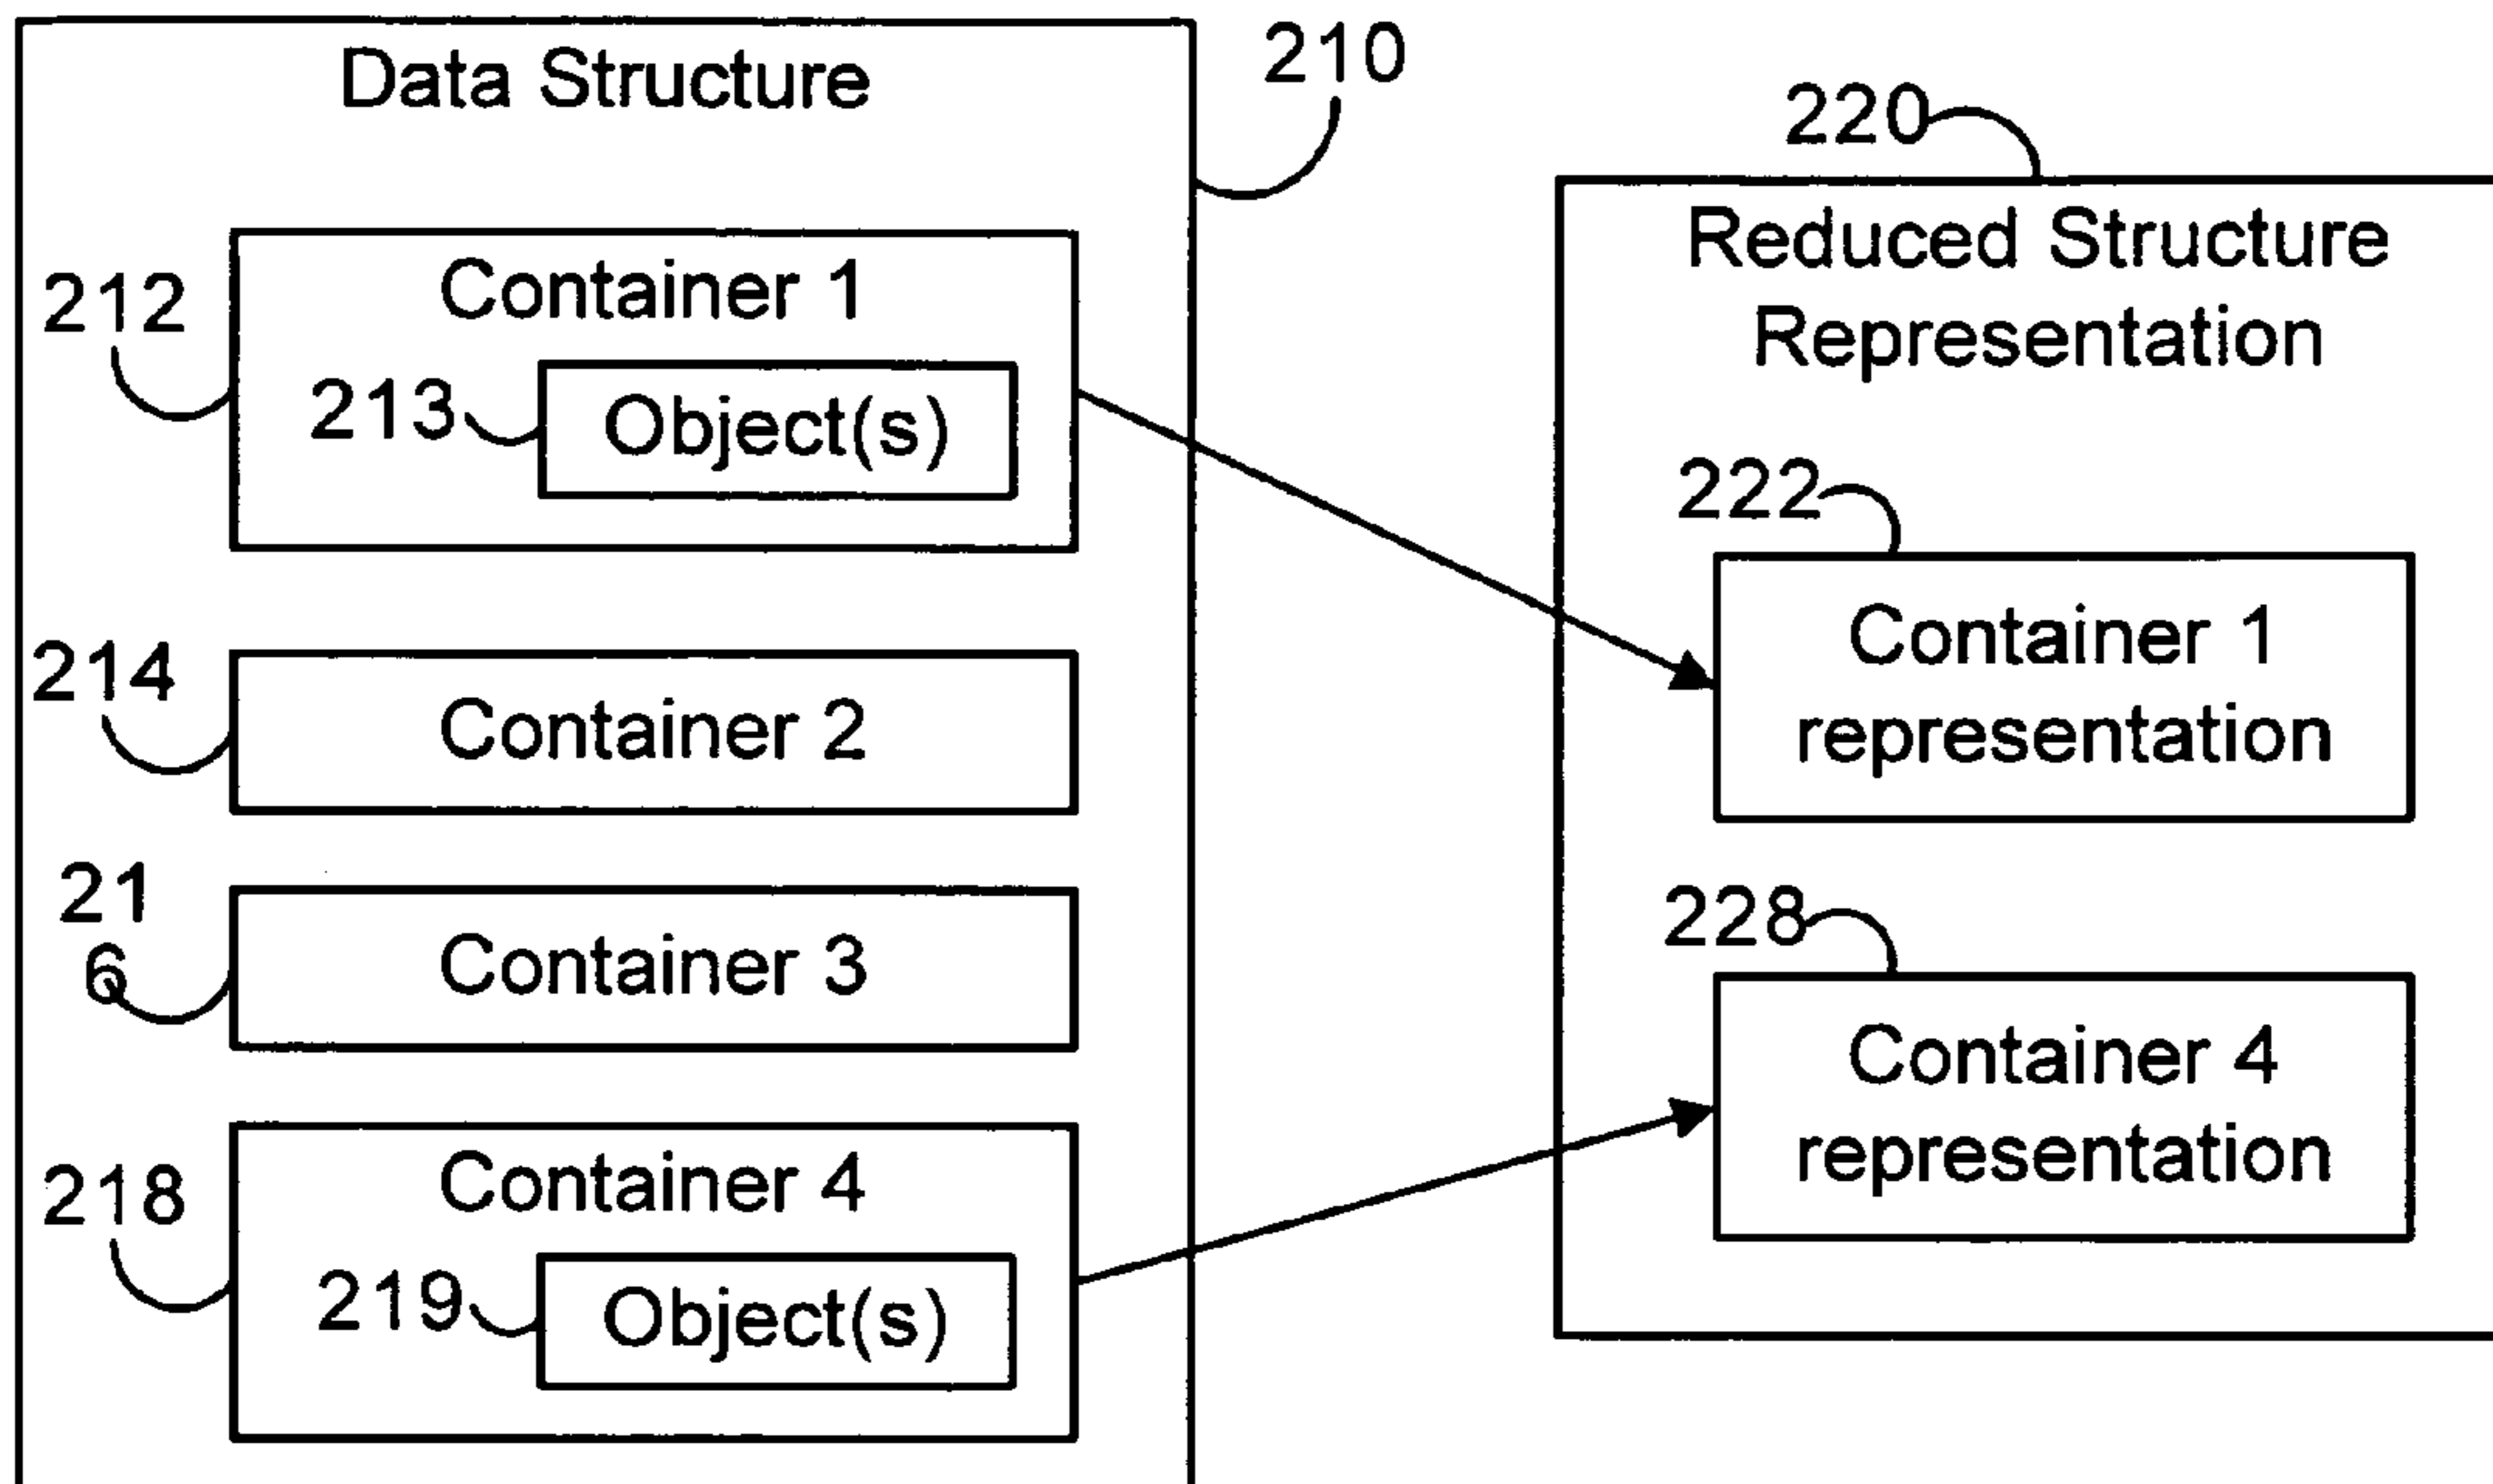 Data Structure
210
212
Container 1
213
Object(s)
214
Container 2
21
6
Container 3
218
Container 4
219
Object(s)
220
Reduced Structure
Representation
222
Container 1
representation
228
Container 4
representation